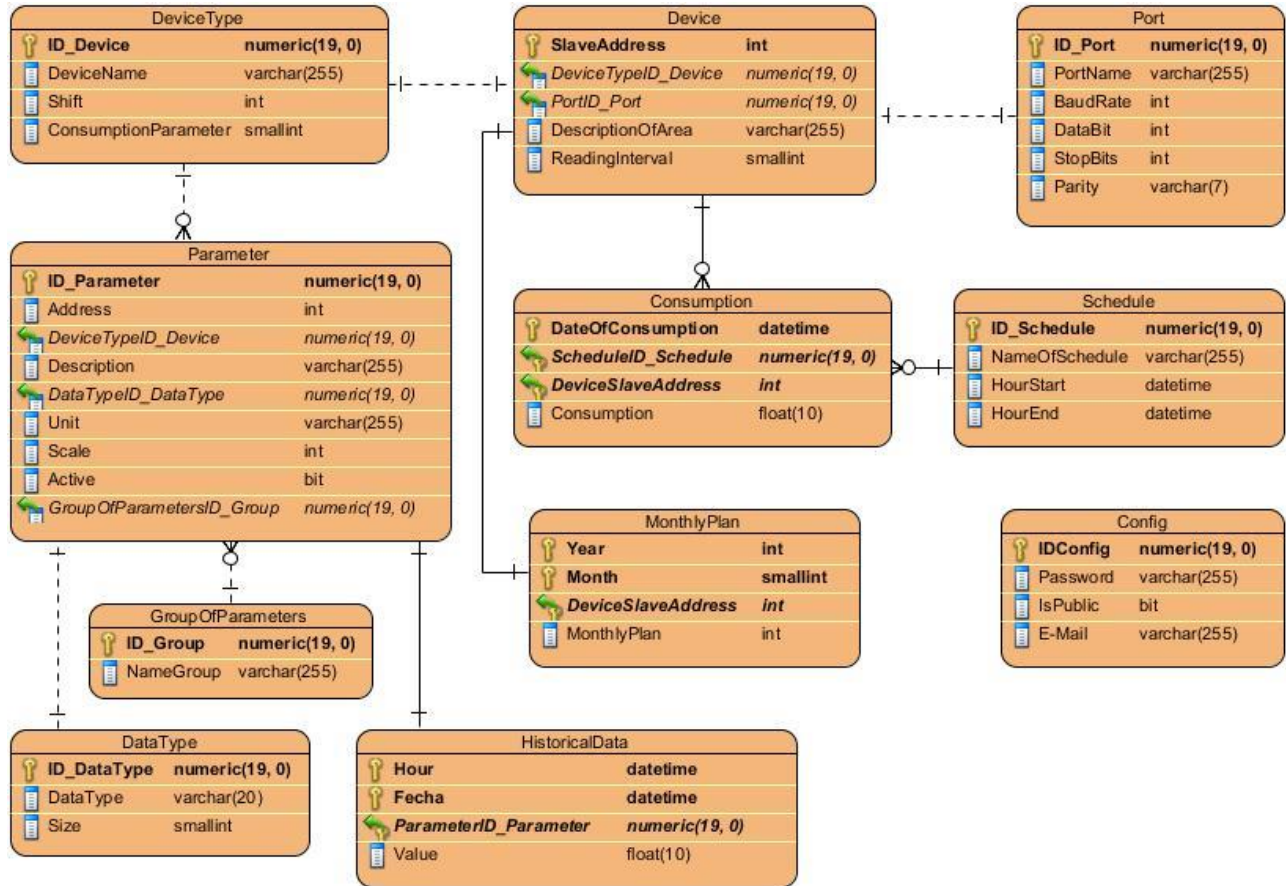 DeviceType
ID_Device numeric(19, 0)
DeviceName varchar(255)
Shift int
ConsumptionParameter smallint
Device
SlaveAddress int
DeviceTypeID_Device numeric(19, 0)
PortID_Port numeric(19, 0)
DescriptionOfArea varchar(255)
ReadingInterval smallint
Port
ID_Port numeric(19, 0)
PortName varchar(255)
BaudRate int
DataBit int
StopBits int
Parity varchar(7)
Parameter
ID_Parameter numeric(19, 0)
Address int
DeviceTypeID_Device numeric(19, 0)
Description varchar(255)
DataTypeID_DataType numeric(19, 0)
Unit varchar(255)
Scale int
Active bit
GroupOfParametersID_Group numeric(19, 0)
Consumption
DateOfConsumption datetime
ScheduleID_Schedule numeric(19, 0)
DeviceSlaveAddress int
Consumption float(10)
Schedule
ID_Schedule numeric(19, 0)
NameOfSchedule varchar(255)
HourStart datetime
HourEnd datetime
MonthlyPlan
Year int
Month smallint
DeviceSlaveAddress int
MonthlyPlan int
Config
IDConfig numeric(19, 0)
Password varchar(255)
IsPublic bit
E-Mail varchar(255)
GroupOfParameters
ID_Group numeric(19, 0)
NameGroup varchar(255)
DataType
ID_DataType numeric(19, 0)
DataType varchar(20)
Size smallint
HistoricalData
Hour datetime
Fecha datetime
ParameterID_Parameter numeric(19, 0)
Value float(10)